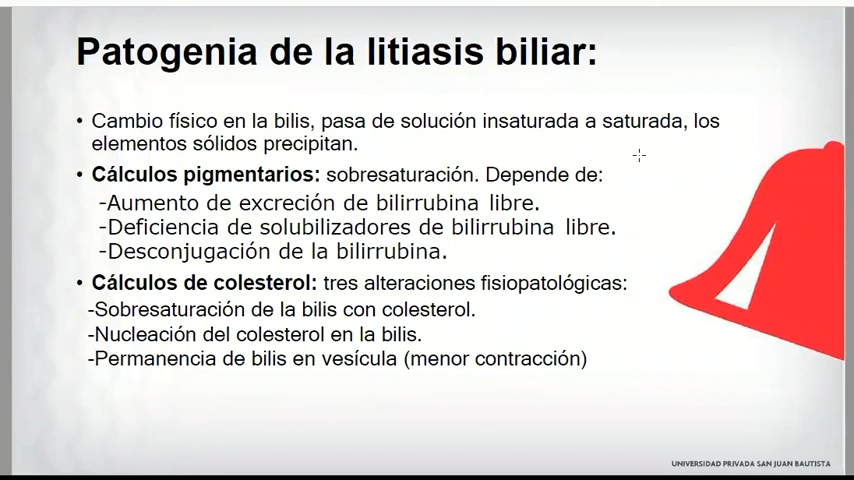 Patogenia de la litiasis biliar:
• Cambio físico en la bilis, pasa de solución insaturada a saturada, los
elementos sólidos precipitan.
• Cálculos pigmentarios: sobresaturación. Depende de:
-Aumento de excreción de bilirrubina libre.
-Deficiencia de solubilizadores de bilirrubina libre.
-Desconjugación de la bilirrubina.
• Cálculos de colesterol: tres alteraciones fisiopatológicas:
-Sobresaturación de la bilis con colesterol.
-Nucleación del colesterol en la bilis.
-Permanencia de bilis en vesícula (menor contracción)
UNIVERSIDAD PRIVADA SAN JUAN BAUTISTA